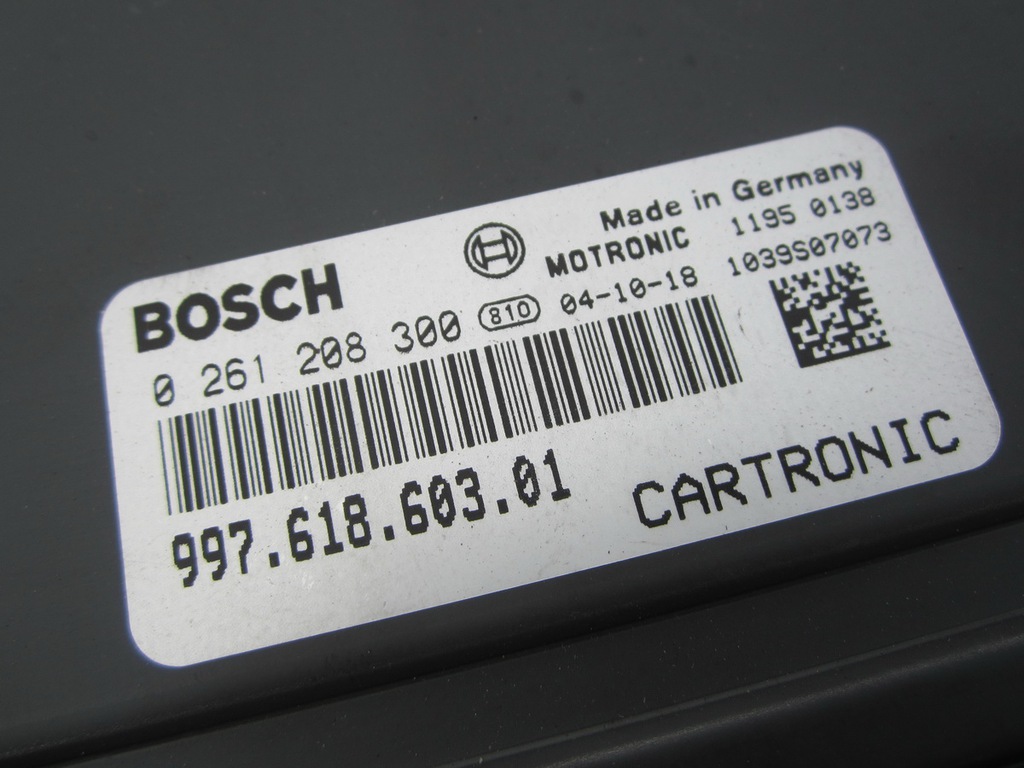 BOSCH
Made in Germany
MOTRONIC 1195 0138
0 261 208 300 810 04-10-18 1039S07073
997.618.603.01 CARTRONIC